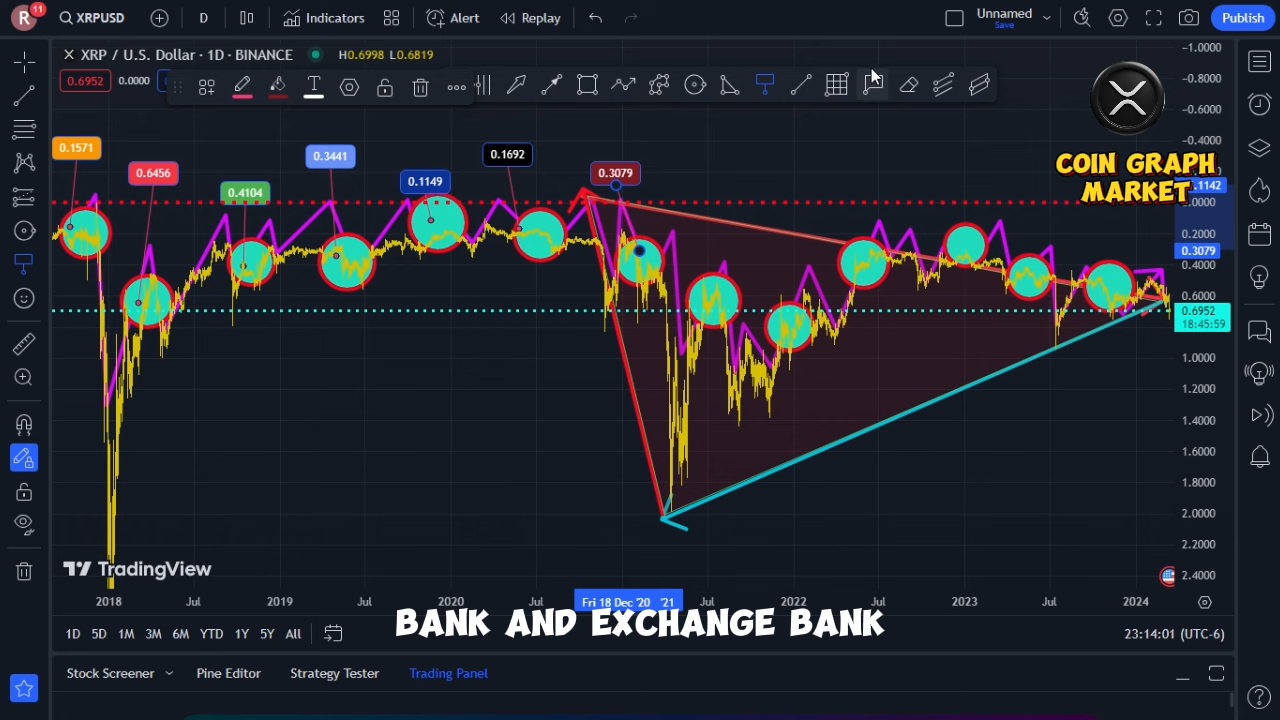 R 11 XRPUSD D Indicators Alert Replay Unnamed Save Publish
XRP / U.S. Dollar · 1D · BINANCE H0.6998 L0.6819
0.6952 0.0000
COIN GRAPH
MARKET
−1.0000
−0.8000
−0.6000
−0.4000
0.2000
0.3079
0.4000
0.6000
0.6952
18:45:59
1.0000
1.2000
1.4000
1.6000
1.8000
2.0000
2.2000
2.4000
0.1571
0.6456
0.4104
0.3441
0.1149
0.1692
0.3079
TradingView
2018 Jul 2019 Jul 2020 Jul Fri 18 Dec '20 '21 Jul 2022 Jul 2023 Jul 2024
BANK AND EXCHANGE BANK
1D 5D 1M 3M 6M YTD 1Y 5Y All 23:14:01 (UTC-6)
Stock Screener Pine Editor Strategy Tester Trading Panel